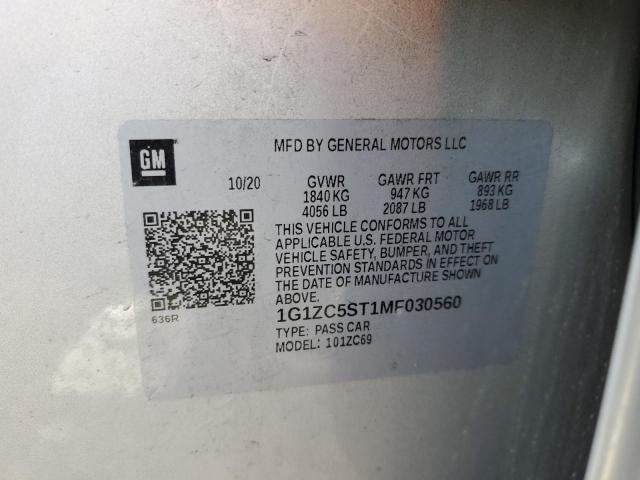 GM
MFD BY GENERAL MOTORS LLC
10/20 GVWR GAWR FRT GAWR RR
1840 KG 947 KG 893 KG
4056 LB 2087 LB 1968 LB
THIS VEHICLE CONFORMS TO ALL
APPLICABLE U.S. FEDERAL MOTOR
VEHICLE SAFETY, BUMPER, AND THEFT
PREVENTION STANDARDS IN EFFECT ON
THE DATE OF MANUFACTURE SHOWN
ABOVE.
1G1ZC5ST1MF030560
TYPE: PASS CAR
MODEL: 101ZC69
636R